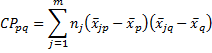 $CP_{pq} = \sum_{j=1}^{m} n_j (\bar{x}_{jp} - \bar{x}_p)(\bar{x}_{jq} - \bar{x}_q)$